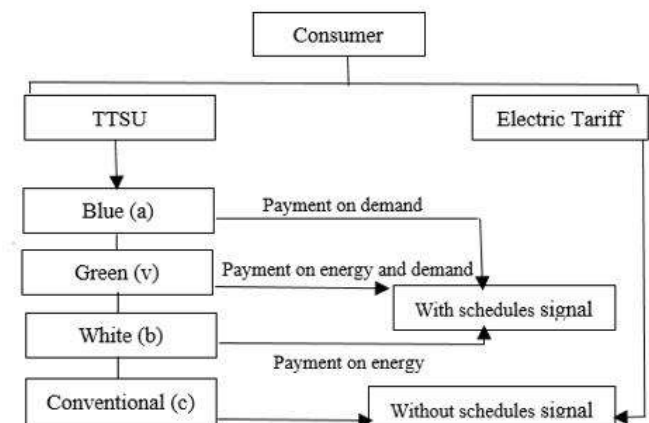 Consumer
TTSU
Electric Tariff
Blue (a)
Payment on demand
Green (v)
Payment on energy and demand
With schedules signal
White (b)
Payment on energy
Conventional (c)
Without schedules signal